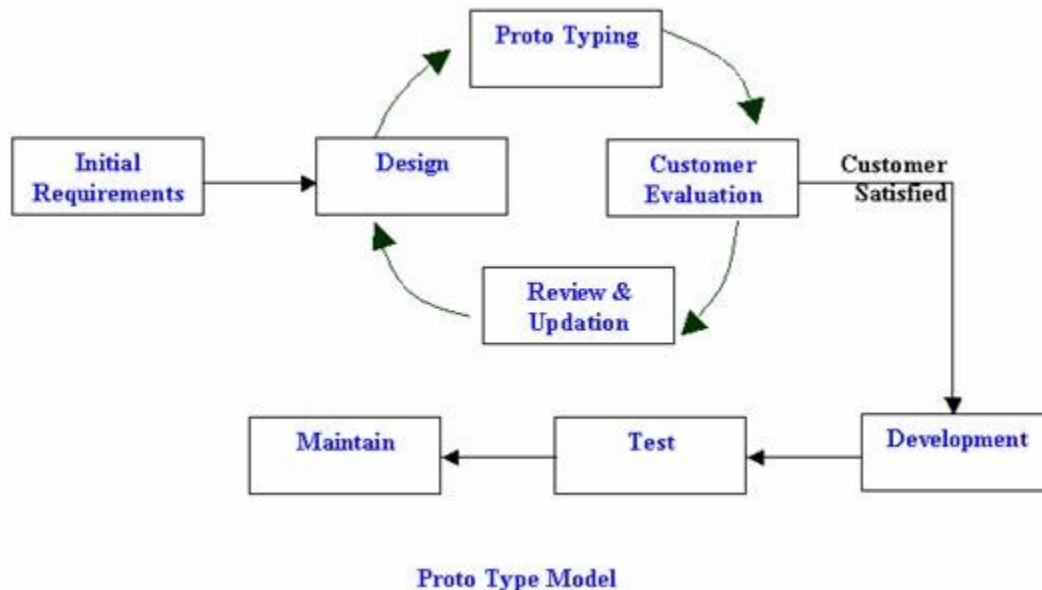 Proto Typing
Initial
Requirements
Design
Customer
Evaluation
Customer
Satisfied
Review &
Updation
Maintain
Test
Development
Proto Type Model